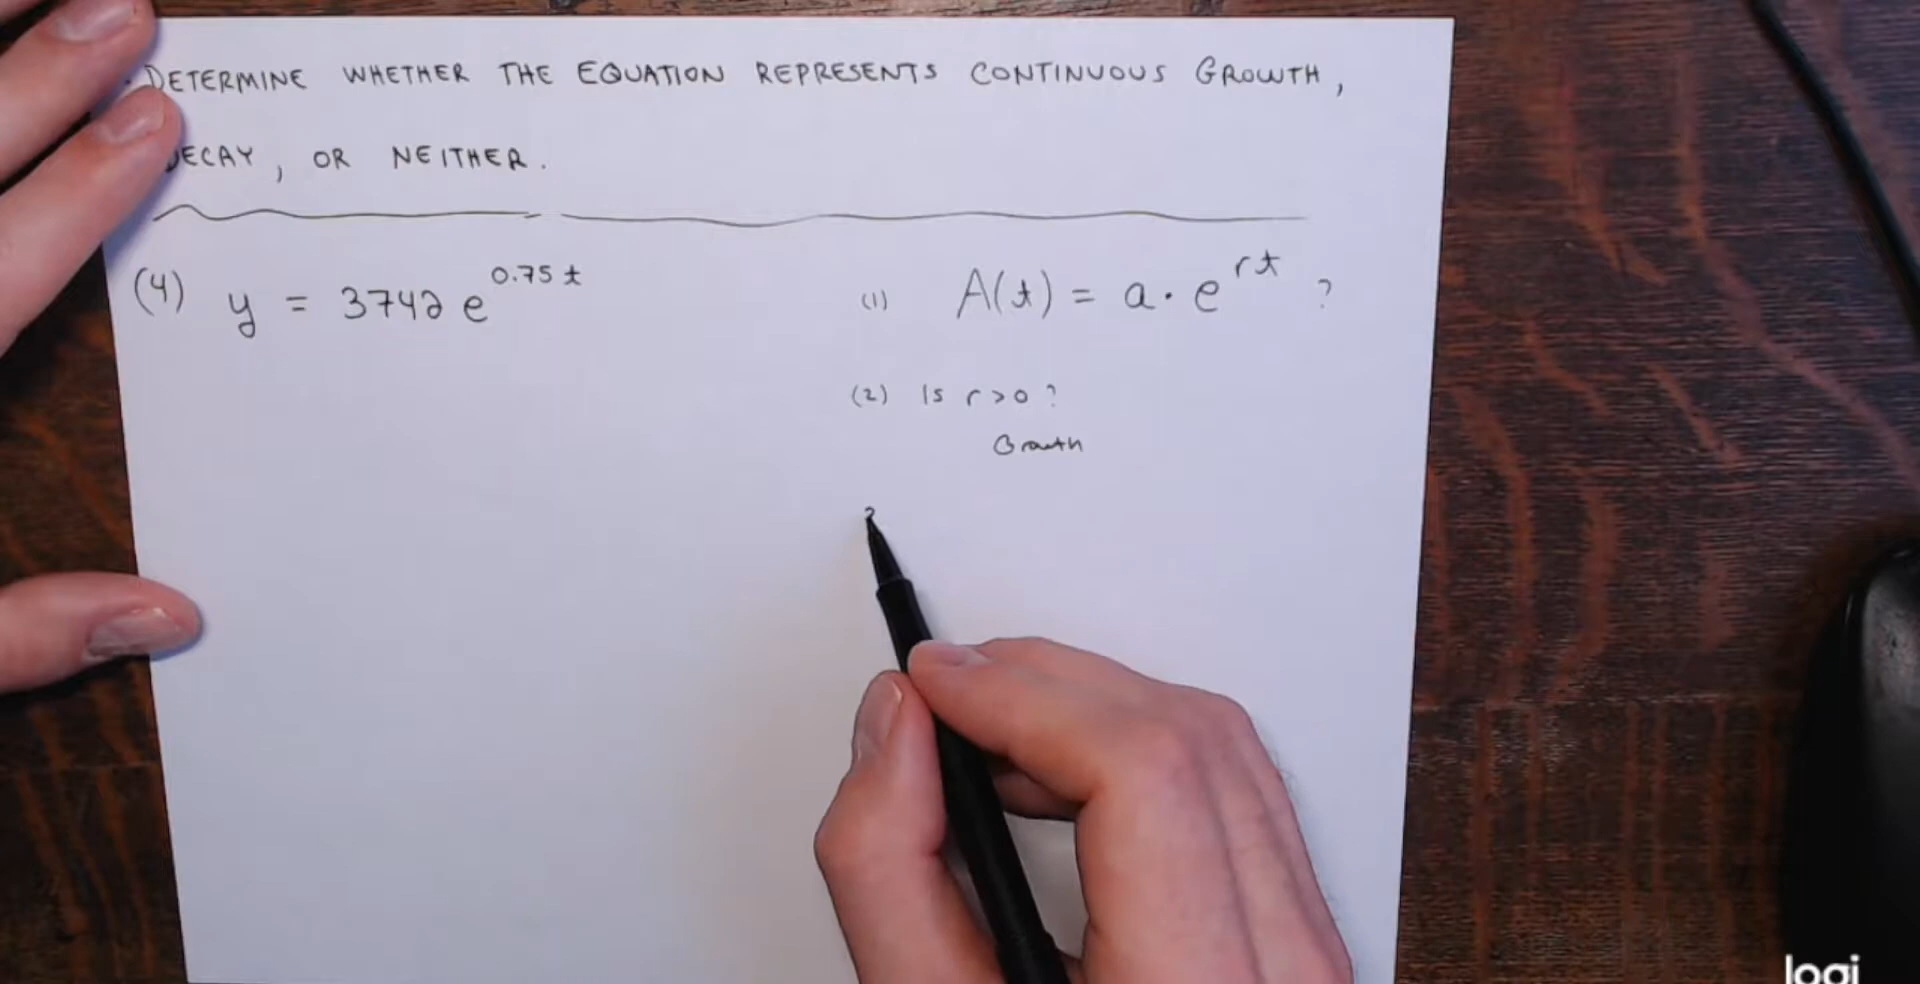 DETERMINE WHETHER THE EQUATION REPRESENTS CONTINUOUS GROWTH,
DECAY, OR NEITHER.
(4) y = 3742 e^0.75t
(1) A(t) = a · e^rt ?
(2) Is r > 0 ?
Growth
logi